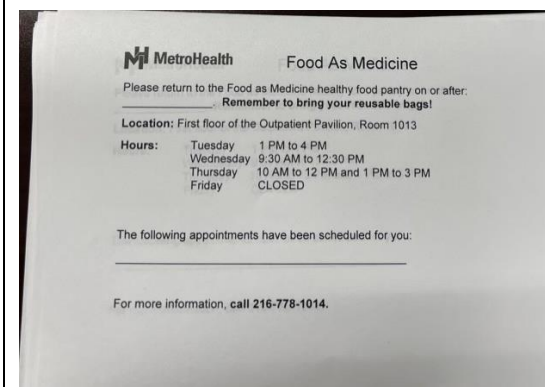 MH MetroHealth Food As Medicine
Please return to the Food as Medicine healthy food pantry on or after:
____________. Remember to bring your reusable bags!
Location: First floor of the Outpatient Pavilion, Room 1013
Hours: Tuesday 1 PM to 4 PM
Wednesday 9:30 AM to 12:30 PM
Thursday 10 AM to 12 PM and 1 PM to 3 PM
Friday CLOSED
The following appointments have been scheduled for you:
For more information, call 216-778-1014.